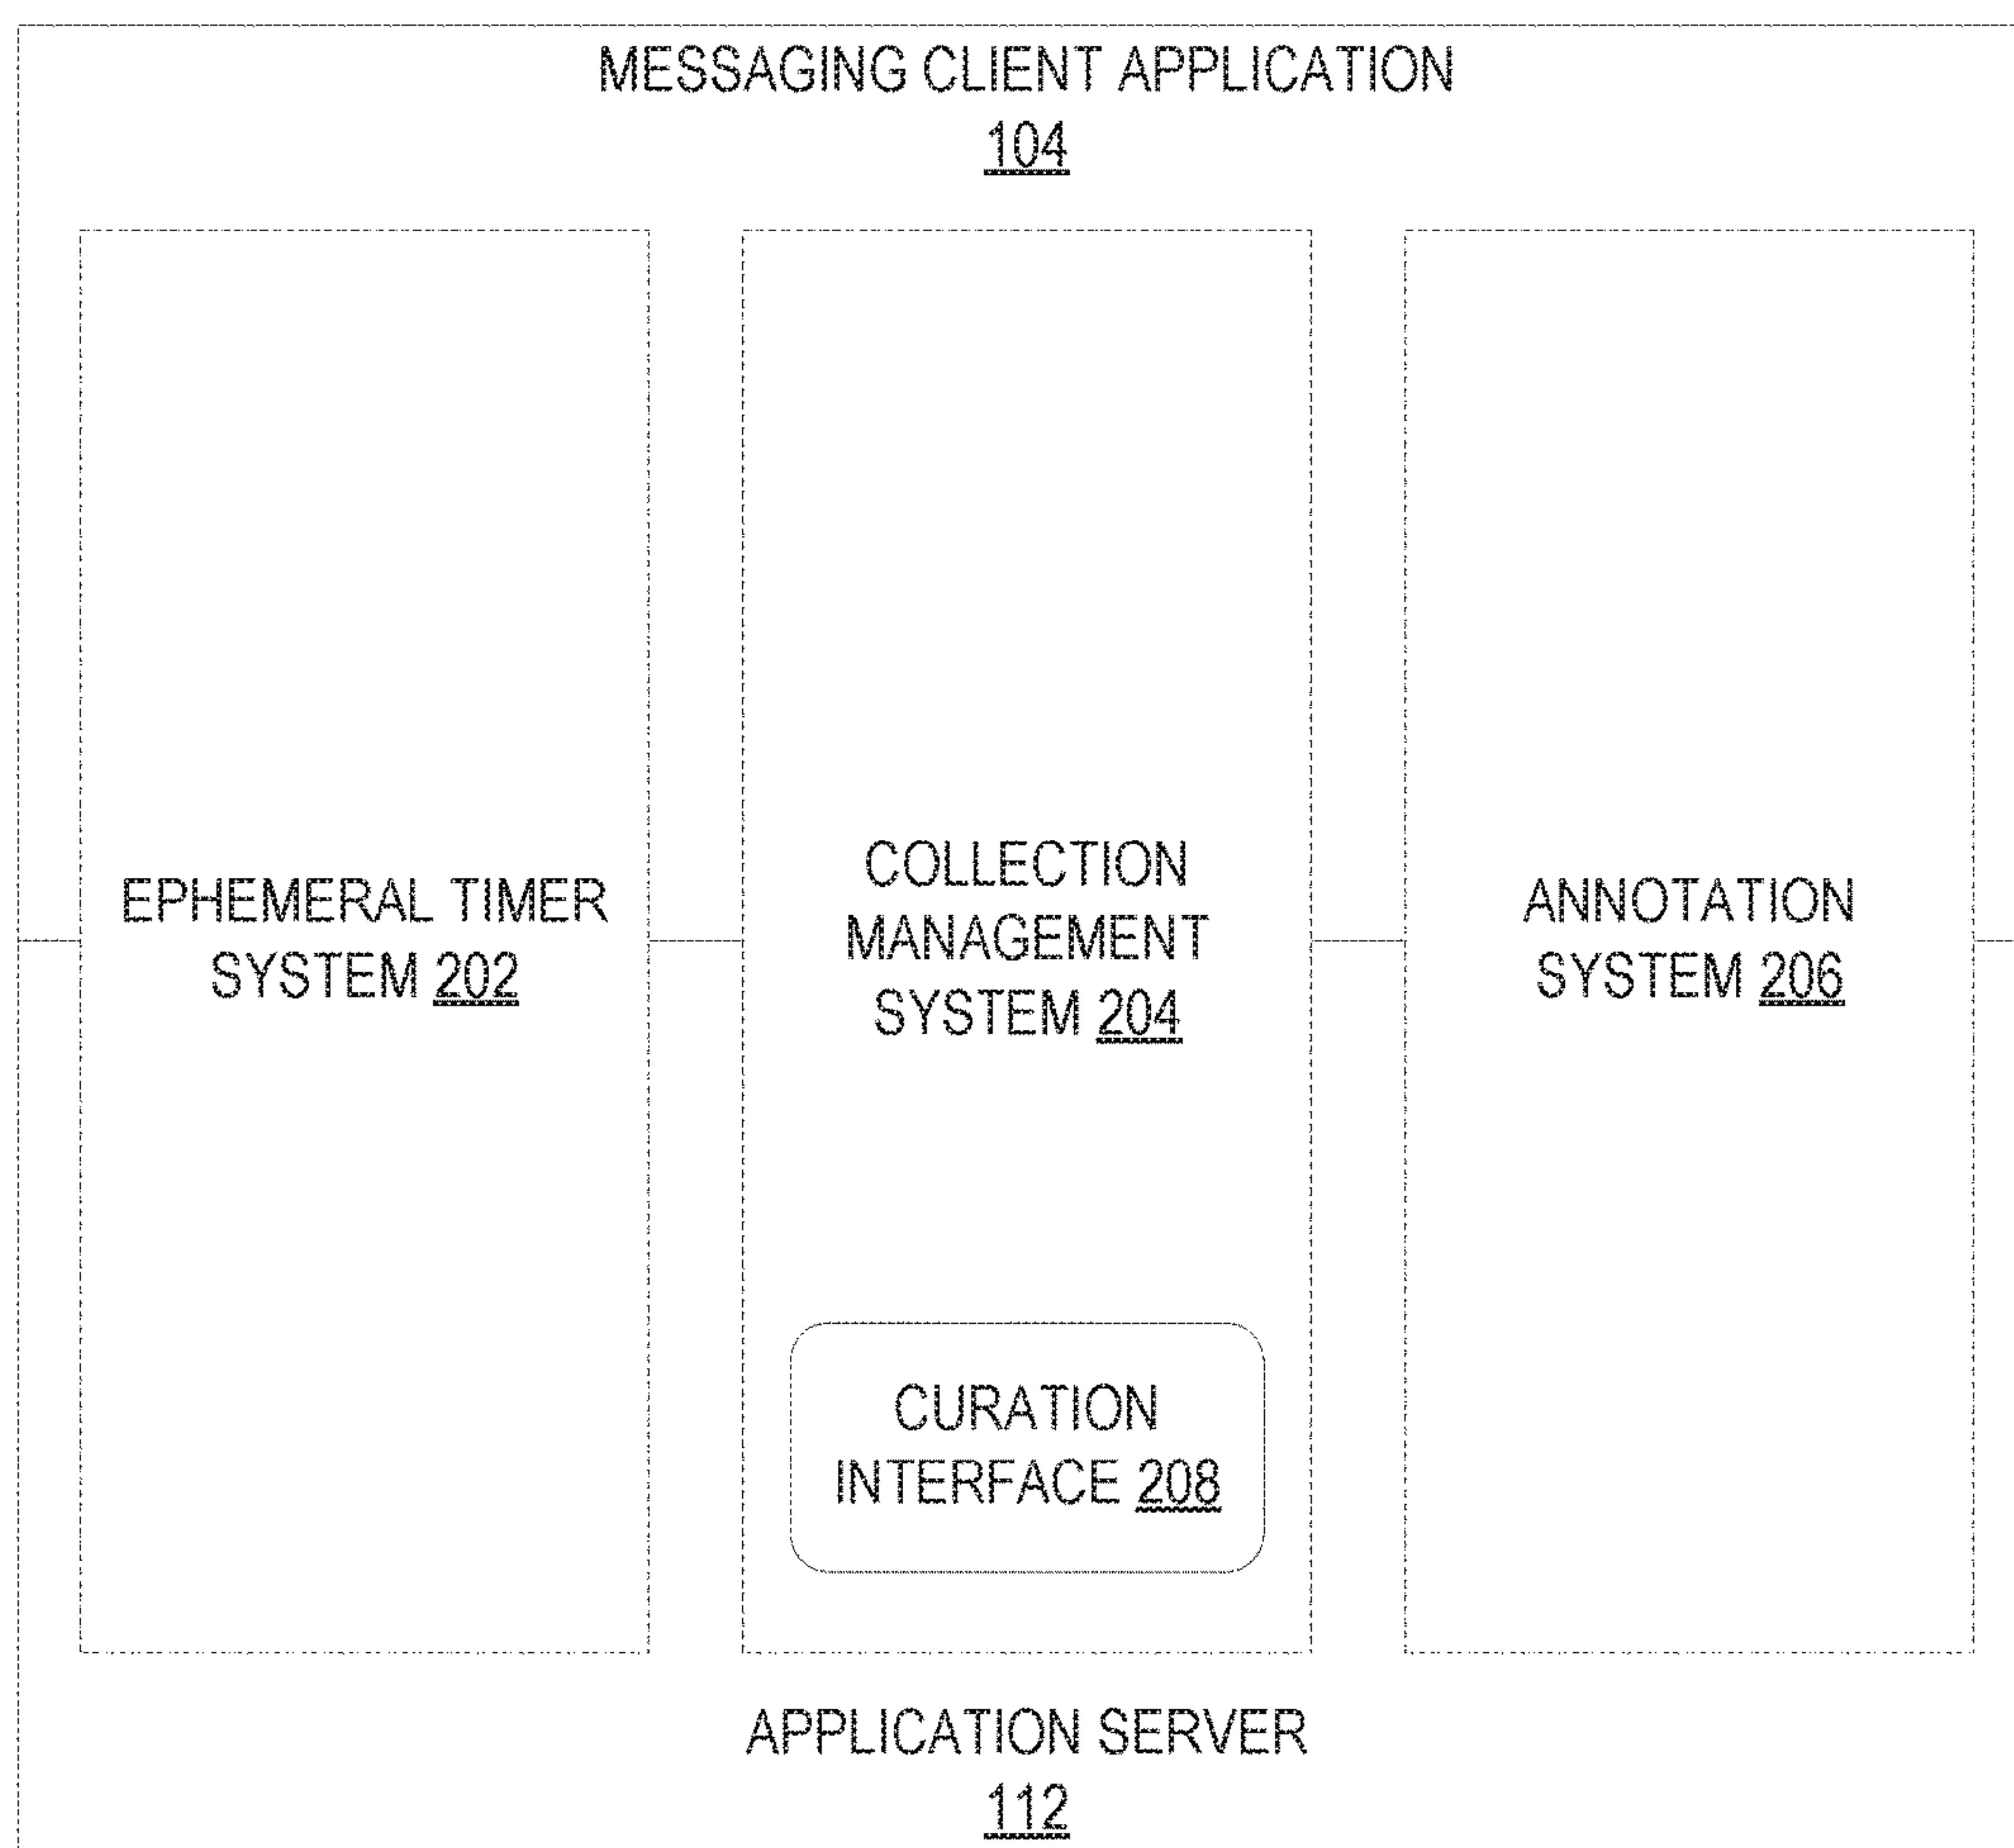 MESSAGING CLIENT APPLICATION
104
EPHEMERAL TIMER
SYSTEM 202
COLLECTION
MANAGEMENT
SYSTEM 204
CURATION
INTERFACE 208
ANNOTATION
SYSTEM 206
APPLICATION SERVER
112